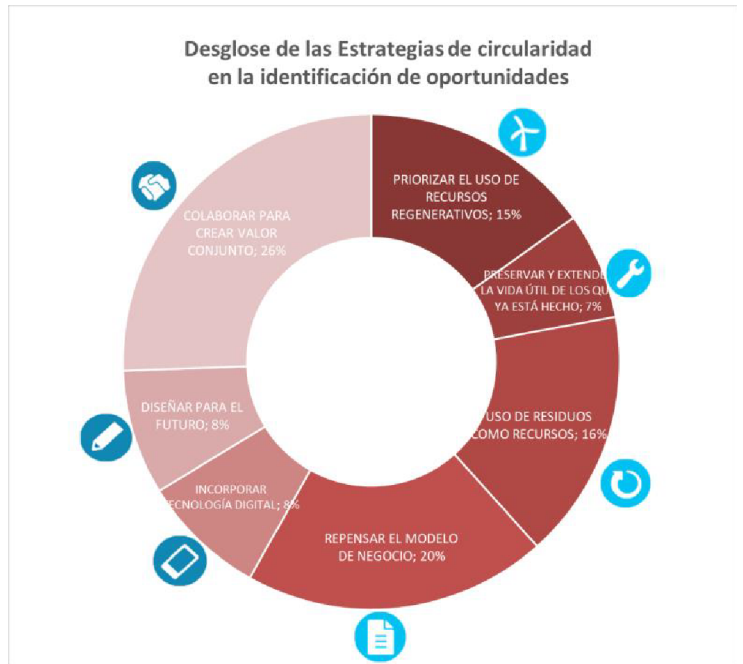 Desglose de las Estrategias de circularidad
en la identificación de oportunidades
PRIORIZAR EL USO DE
RECURSOS
REGENERATIVOS; 15%
PRESERVAR Y EXTENDE
LA VIDA ÚTIL DE LOS QU
YA ESTÁ HECHO; 7%
USO DE RESIDUOS
COMO RECURSOS; 16%
REPENSAR EL MODELO
DE NEGOCIO; 20%
INCORPORAR
TECNOLOGÍA DIGITAL; 8%
DISEÑAR PARA EL
FUTURO; 8%
COLABORAR PARA
CREAR VALOR
CONJUNTO; 26%